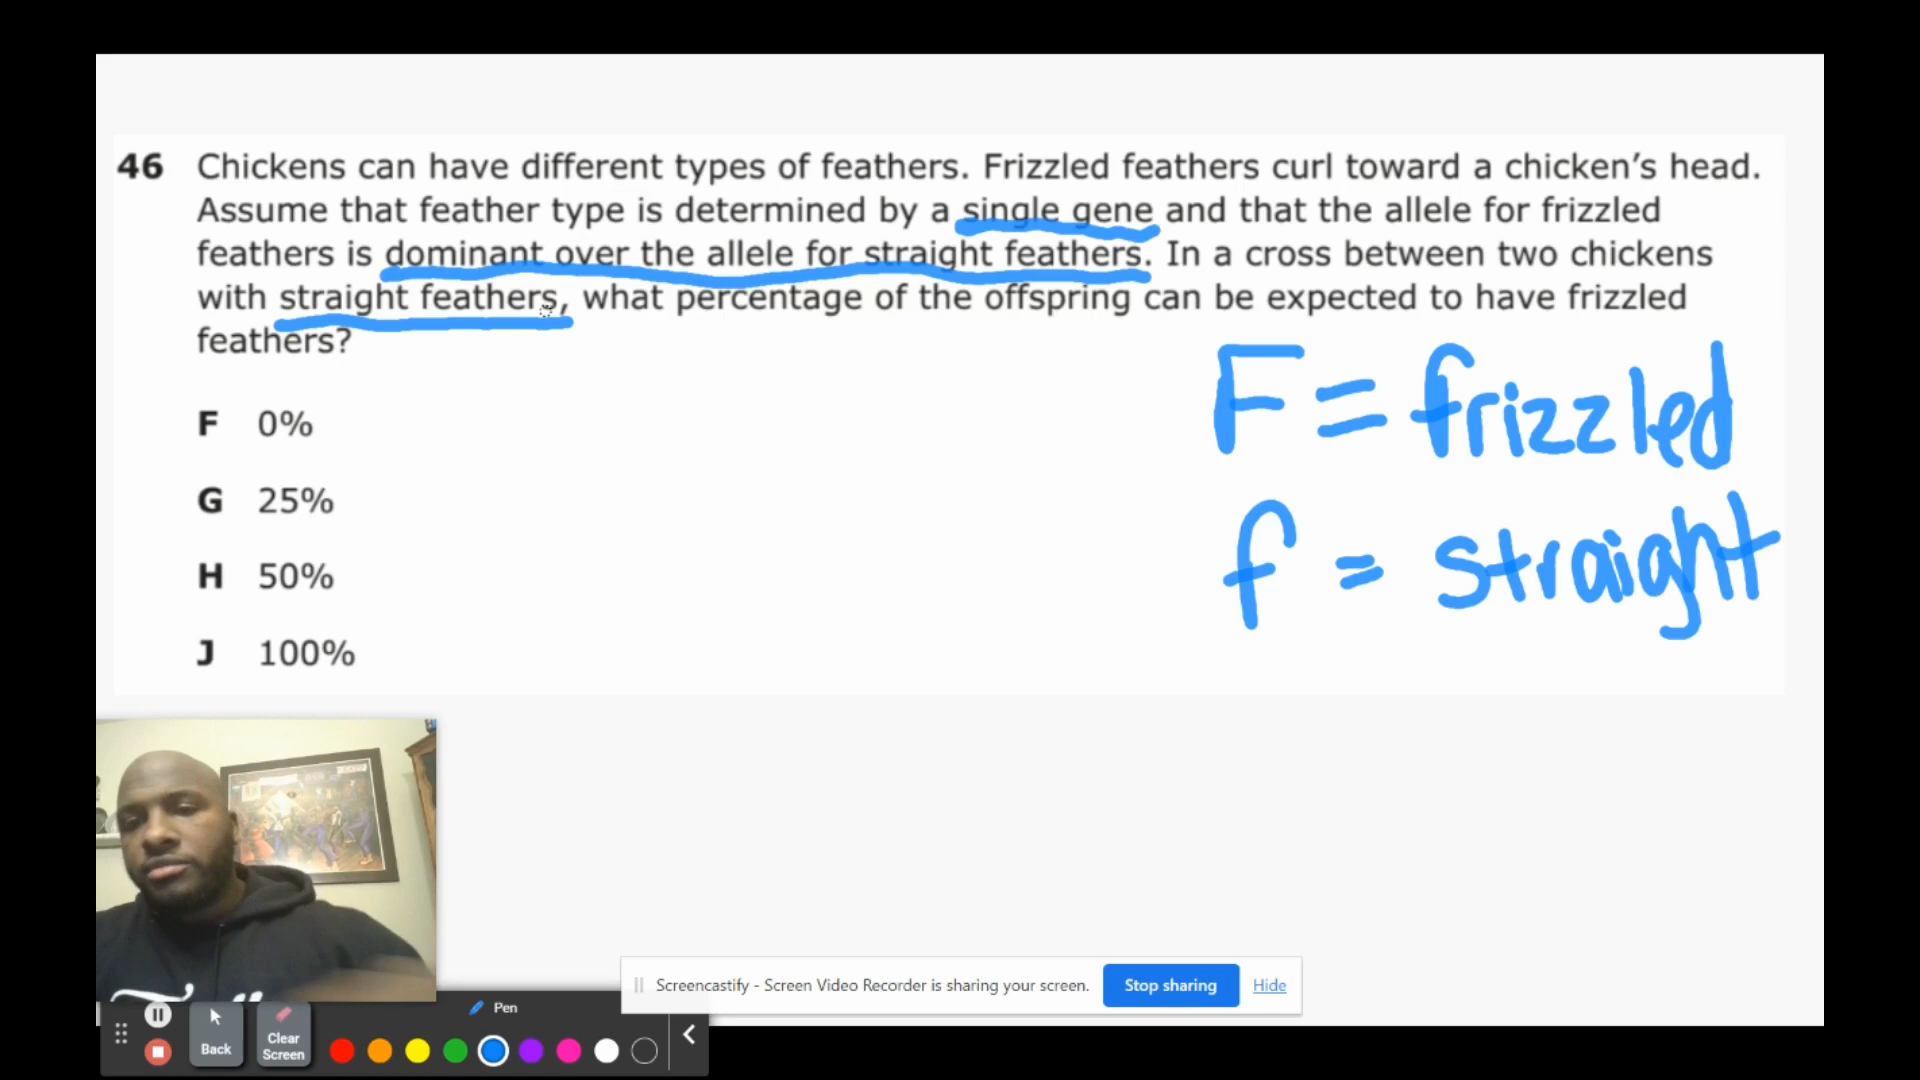 46 Chickens can have different types of feathers. Frizzled feathers curl toward a chicken's head.
Assume that feather type is determined by a single gene and that the allele for frizzled
feathers is dominant over the allele for straight feathers. In a cross between two chickens
with straight feathers, what percentage of the offspring can be expected to have frizzled
feathers?
F = frizzled
f = straight
F 0%
G 25%
H 50%
J 100%
Screencastify - Screen Video Recorder is sharing your screen.
Stop sharing
Hide
Pen
Back
Clear
Screen